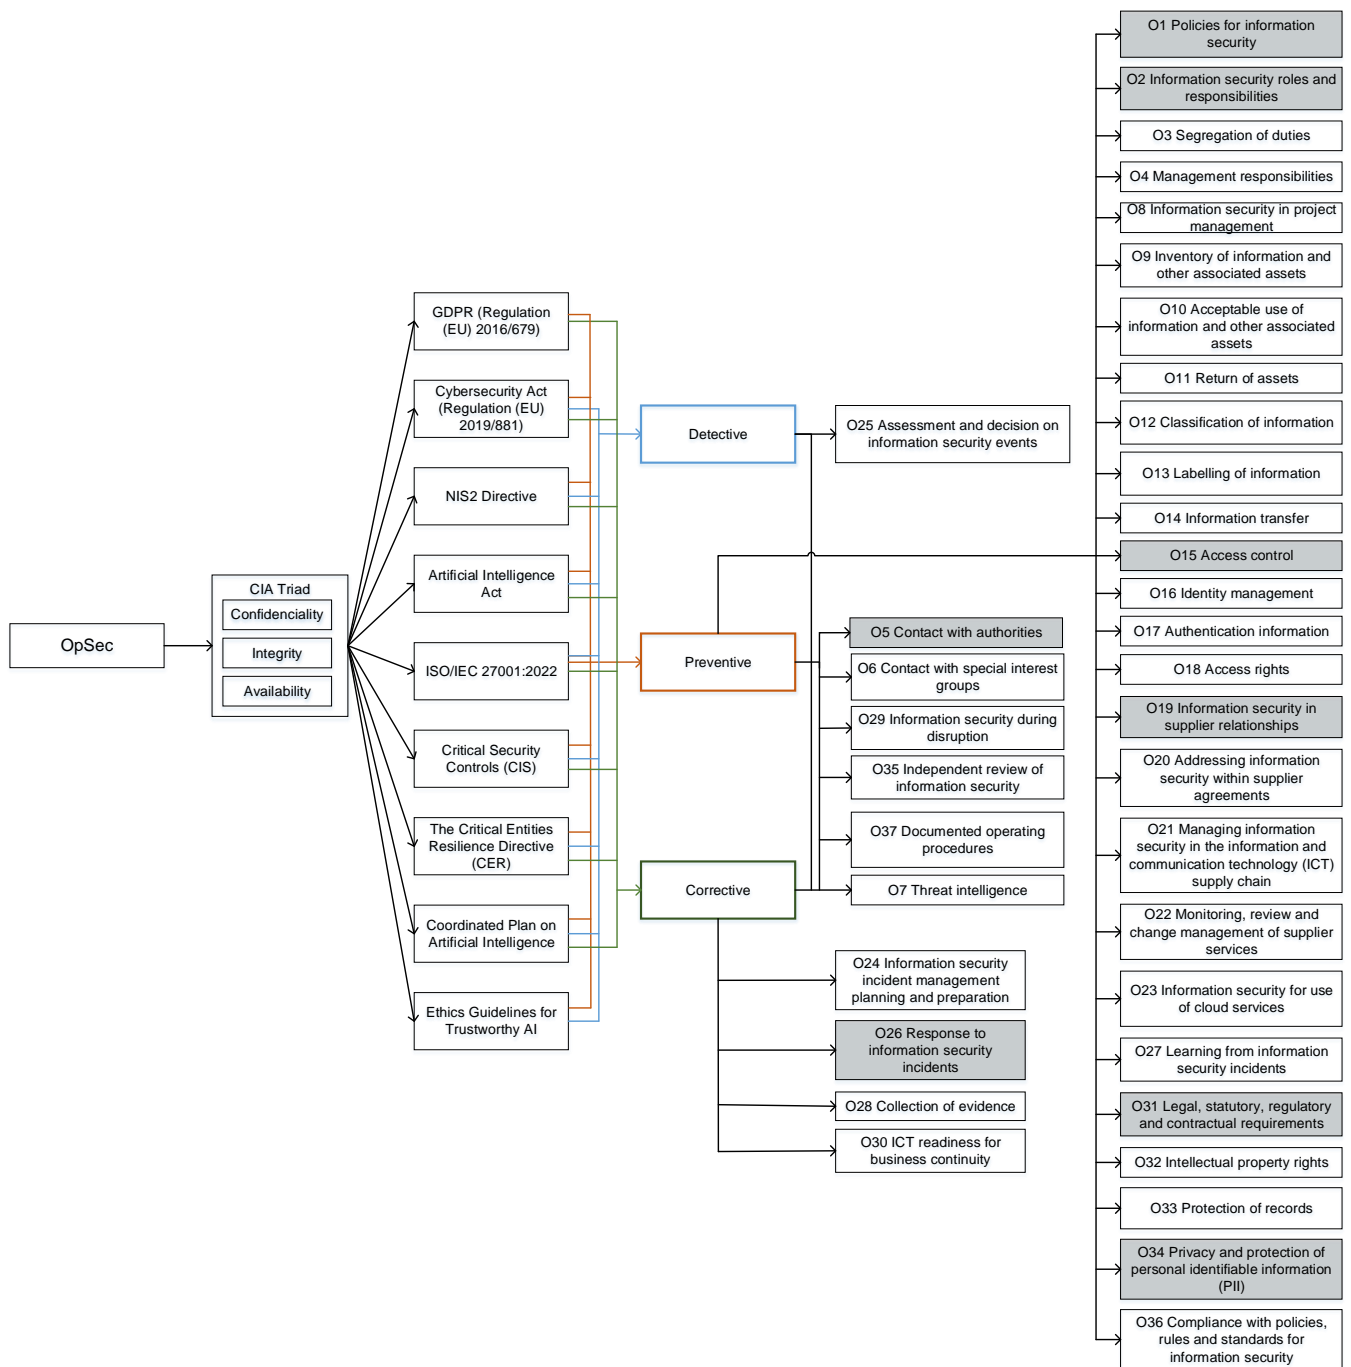 OpSec
CIA Triad
Confidenciality
Integrity
Availability
GDPR (Regulation
(EU) 2016/679)
Cybersecurity Act
(Regulation (EU)
2019/881)
NIS2 Directive
Artificial Intelligence
Act
ISO/IEC 27001:2022
Critical Security
Controls (CIS)
The Critical Entities
Resilience Directive
(CER)
Coordinated Plan on
Artificial Intelligence
Ethics Guidelines for
Trustworthy AI
Detective
Preventive
Corrective
O25 Assessment and decision on
information security events
O5 Contact with authorities
O6 Contact with special interest
groups
O29 Information security during
disruption
O35 Independent review of
information security
O37 Documented operating
procedures
O7 Threat intelligence
O24 Information security
incident management
planning and preparation
O26 Response to
information security
incidents
O28 Collection of evidence
O30 ICT readiness for
business continuity
O1 Policies for information
security
O2 Information security roles and
responsibilities
O3 Segregation of duties
O4 Management responsibilities
O8 Information security in project
management
O9 Inventory of information and
other associated assets
O10 Acceptable use of
information and other associated
assets
O11 Return of assets
O12 Classification of information
O13 Labelling of information
O14 Information transfer
O15 Access control
O16 Identity management
O17 Authentication information
O18 Access rights
O19 Information security in
supplier relationships
O20 Addressing information
security within supplier
agreements
O21 Managing information
security in the information and
communication technology (ICT)
supply chain
O22 Monitoring, review and
change management of supplier
services
O23 Information security for use
of cloud services
O27 Learning from information
security incidents
O31 Legal, statutory, regulatory
and contractual requirements
O32 Intellectual property rights
O33 Protection of records
O34 Privacy and protection of
personal identifiable information
(PII)
O36 Compliance with policies,
rules and standards for
information security